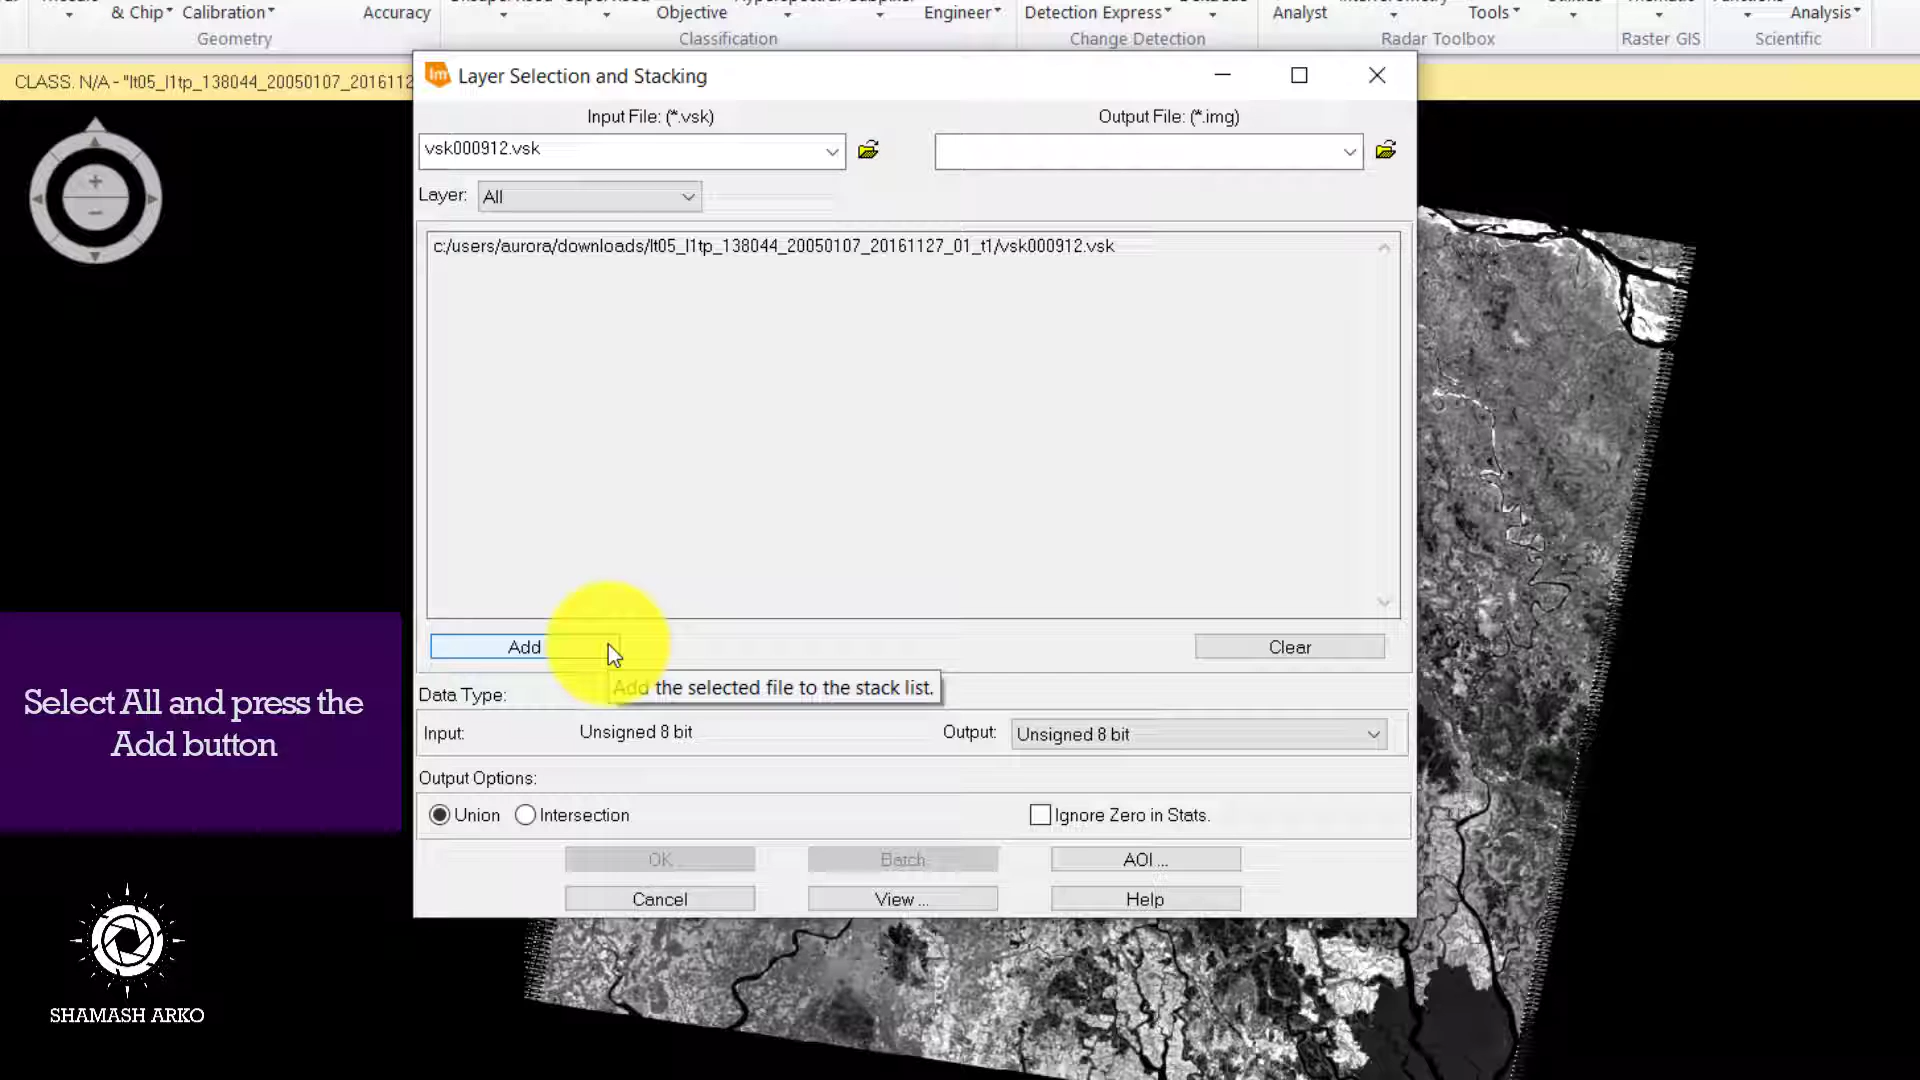 & Chip
Calibration
Accuracy
Objective
Engineer
Detection Express
Analyst
Tools
Analysis
Geometry
Classification
Change Detection
Radar Toolbox
Raster GIS
Scientific
CLASS. N/A - "lt05_l1tp_138044_20050107_2016112
Layer Selection and Stacking
Input File: (*.vsk)
Output File: (*.img)
vsk000912.vsk
Layer:
All
c:/users/aurora/downloads/lt05_l1tp_138044_20050107_20161127_01_t1/vsk000912.vsk
Add
Clear
Add the selected file to the stack list.
Data Type:
Input:
Unsigned 8 bit
Output:
Unsigned 8 bit
Output Options:
Union
Intersection
Ignore Zero in Stats.
OK
Batch
AOI ...
Cancel
View ...
Help
Select All and press the
Add button
SHAMASH ARKO